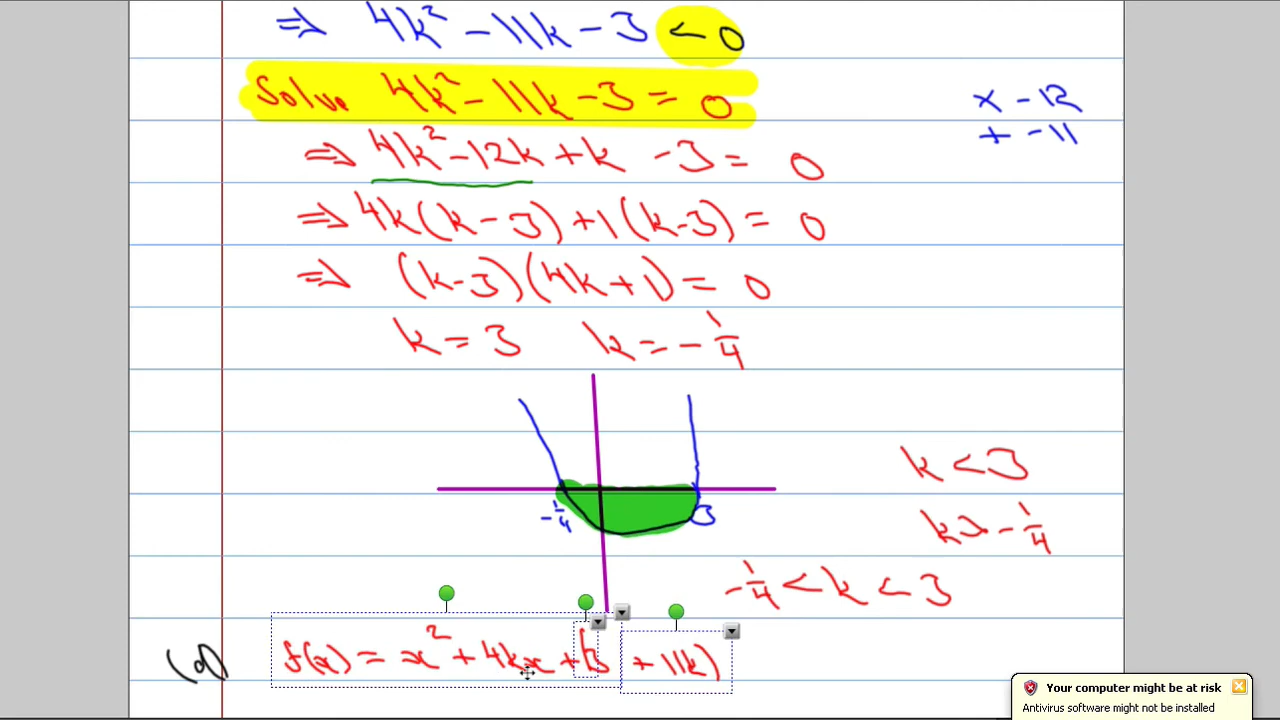 ⇒ 4k² - 11k - 3 < 0
Solve 4k² - 11k - 3 = 0
x - 12
+ - 11
⇒ 4k² - 12k + k - 3 = 0
⇒ 4k(k - 3) + 1(k - 3) = 0
⇒ (k - 3)(4k + 1) = 0
k = 3 k = - 1/4
k < 3
- 1/4 3
k > - 1/4
- 1/4 < k < 3
(d) f(x) = x² + 4kx + (3 + 11k)
Your computer might be at risk
Antivirus software might not be installed